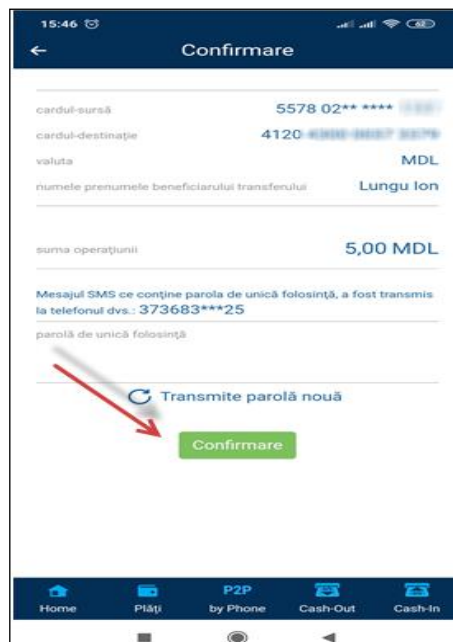 15:46 62
Confirmare
cardul-sursă 5578 02** ****
cardul-destinație 4120
valuta MDL
numele prenumele beneficiarului transferului Lungu Ion
suma operațiunii 5,00 MDL
Mesajul SMS ce conține parola de unică folosință, a fost transmis
la telefonul dvs.: 373683***25
parolă de unică folosință
Transmite parolă nouă
Confirmare
P2P
Home Plăți by Phone Cash-Out Cash-In